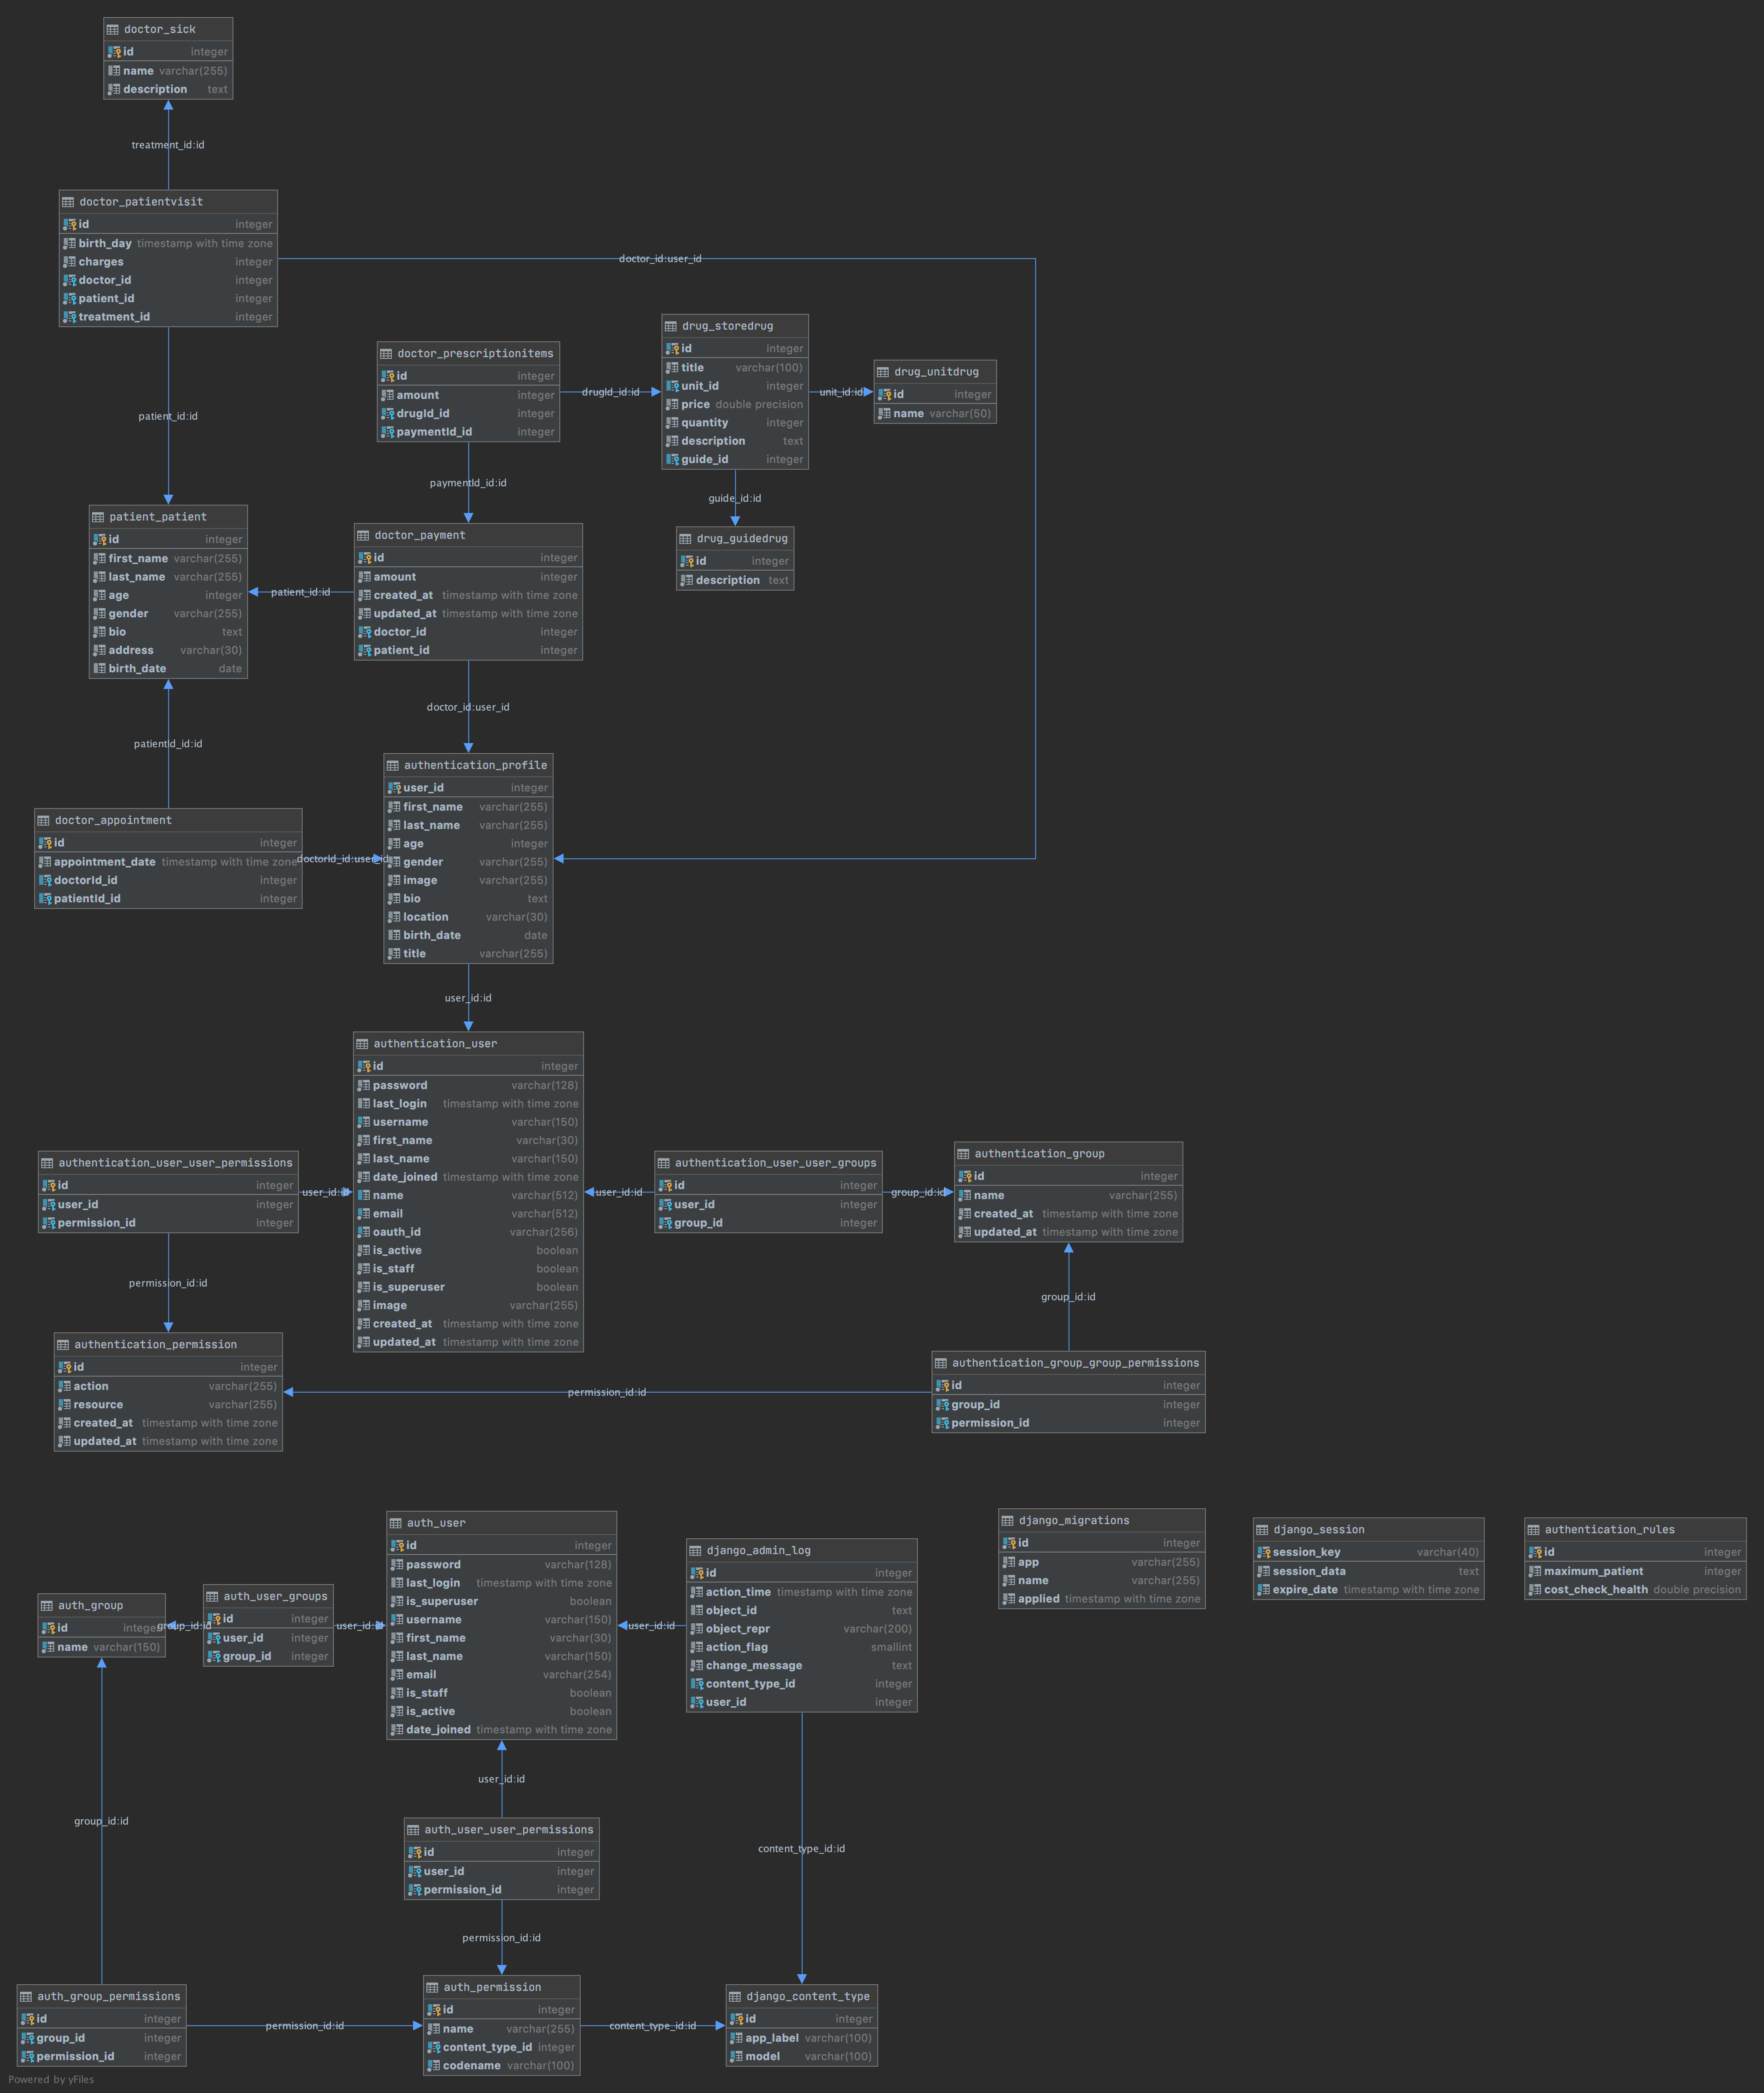 doctor_sick
id integer
name varchar(255)
description text
treatment_id:id
doctor_patientvisit
id integer
birth_day timestamp with time zone
charges integer
doctor_id integer
patient_id integer
treatment_id integer
doctor_id:user_id
patient_id:id
doctor_prescriptionitems
id integer
amount integer
drugId_id integer
paymentId_id integer
drugId_id:id
drug_storedrug
id integer
title varchar(100)
unit_id integer
price double precision
quantity integer
description text
guide_id integer
unit_id:id
drug_unitdrug
id integer
name varchar(50)
paymentId_id:id
guide_id:id
drug_guidedrug
id integer
description text
patient_patient
id integer
first_name varchar(255)
last_name varchar(255)
age integer
gender varchar(255)
bio text
address varchar(30)
birth_date date
patient_id:id
doctor_payment
id integer
amount integer
created_at timestamp with time zone
updated_at timestamp with time zone
doctor_id integer
patient_id integer
doctor_id:user_id
patientId_id:id
doctor_appointment
id integer
appointment_date timestamp with time zone
doctorId_id integer
patientId_id integer
doctorId_id:user_id
authentication_profile
user_id integer
first_name varchar(255)
last_name varchar(255)
age integer
gender varchar(255)
image varchar(255)
bio text
location varchar(30)
birth_date date
title varchar(255)
user_id:id
authentication_user
id integer
password varchar(128)
last_login timestamp with time zone
username varchar(150)
first_name varchar(30)
last_name varchar(150)
date_joined timestamp with time zone
name varchar(512)
email varchar(512)
oauth_id varchar(256)
is_active boolean
is_staff boolean
is_superuser boolean
image varchar(255)
created_at timestamp with time zone
updated_at timestamp with time zone
authentication_user_user_permissions
id integer
user_id integer
permission_id integer
user_id:id
authentication_user_user_groups
id integer
user_id integer
group_id integer
user_id:id
group_id:id
authentication_group
id integer
name varchar(255)
created_at timestamp with time zone
updated_at timestamp with time zone
permission_id:id
group_id:id
authentication_permission
id integer
action varchar(255)
resource varchar(255)
created_at timestamp with time zone
updated_at timestamp with time zone
permission_id:id
authentication_group_group_permissions
id integer
group_id integer
permission_id integer
auth_user
id integer
password varchar(128)
last_login timestamp with time zone
is_superuser boolean
username varchar(150)
first_name varchar(30)
last_name varchar(150)
email varchar(254)
is_staff boolean
is_active boolean
date_joined timestamp with time zone
django_admin_log
id integer
action_time timestamp with time zone
object_id text
object_repr varchar(200)
action_flag smallint
change_message text
content_type_id integer
user_id integer
user_id:id
django_migrations
id integer
app varchar(255)
name varchar(255)
applied timestamp with time zone
django_session
session_key varchar(40)
session_data text
expire_date timestamp with time zone
authentication_rules
id integer
maximum_patient integer
cost_check_health double precision
auth_group
id integer
name varchar(150)
group_id:id
auth_user_groups
id integer
user_id integer
group_id integer
user_id:id
user_id:id
group_id:id
auth_user_user_permissions
id integer
user_id integer
permission_id integer
content_type_id:id
permission_id:id
auth_group_permissions
id integer
group_id integer
permission_id integer
permission_id:id
auth_permission
id integer
name varchar(255)
content_type_id integer
codename varchar(100)
content_type_id:id
django_content_type
id integer
app_label varchar(100)
model varchar(100)
Powered by yFiles